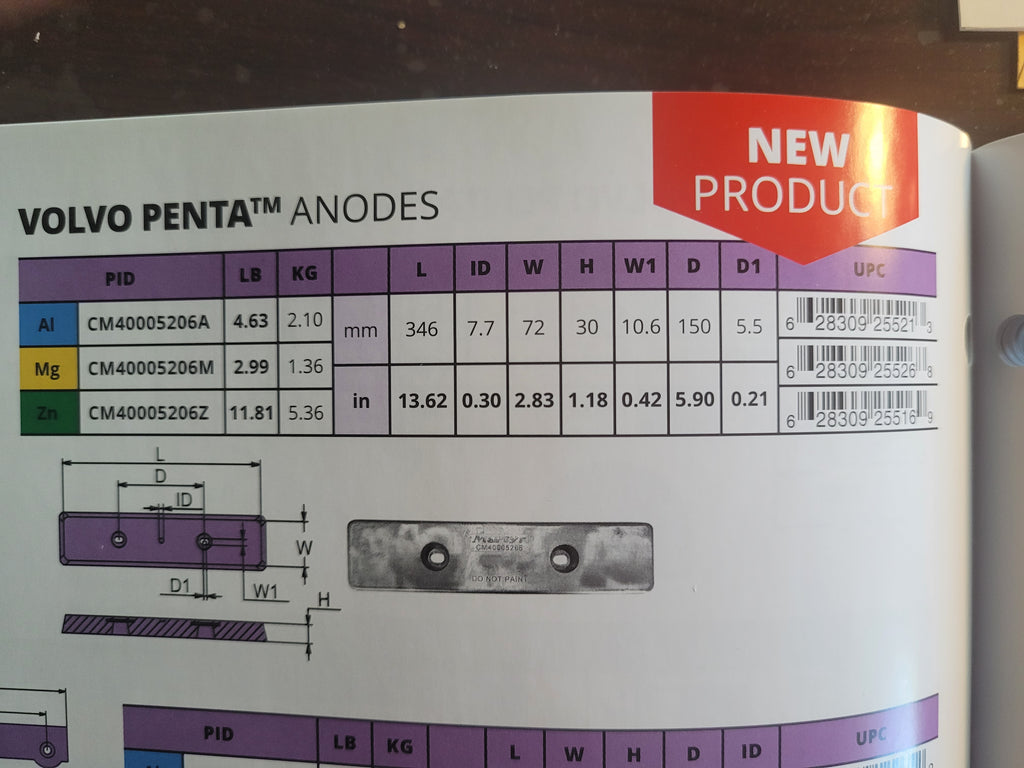 NEW
PRODUCT
VOLVO PENTA™ ANODES
PID LB KG L ID W H W1 D D1 UPC
Al CM40005206A 4.63 2.10 mm 346 7.7 72 30 10.6 150 5.5 6 28309 25521 3
Mg CM40005206M 2.99 1.36 6 28309 25526 8
Zn CM40005206Z 11.81 5.36 in 13.62 0.30 2.83 1.18 0.42 5.90 0.21 6 28309 25516 9
L
D
ID
W
D1 W1 H
Martyr
DO NOT PAINT
PID LB KG L W H D ID UPC